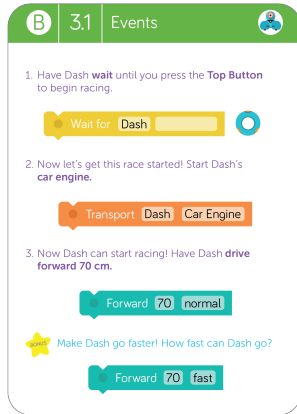 B 3.1 Events
1. Have Dash wait until you press the Top Button
to begin racing.
Wait for Dash
2. Now let's get this race started! Start Dash's
car engine.
Transport Dash Car Engine
3. Now Dash can start racing! Have Dash drive
forward 70 cm.
Forward 70 normal
BONUS Make Dash go faster! How fast can Dash go?
Forward 70 fast